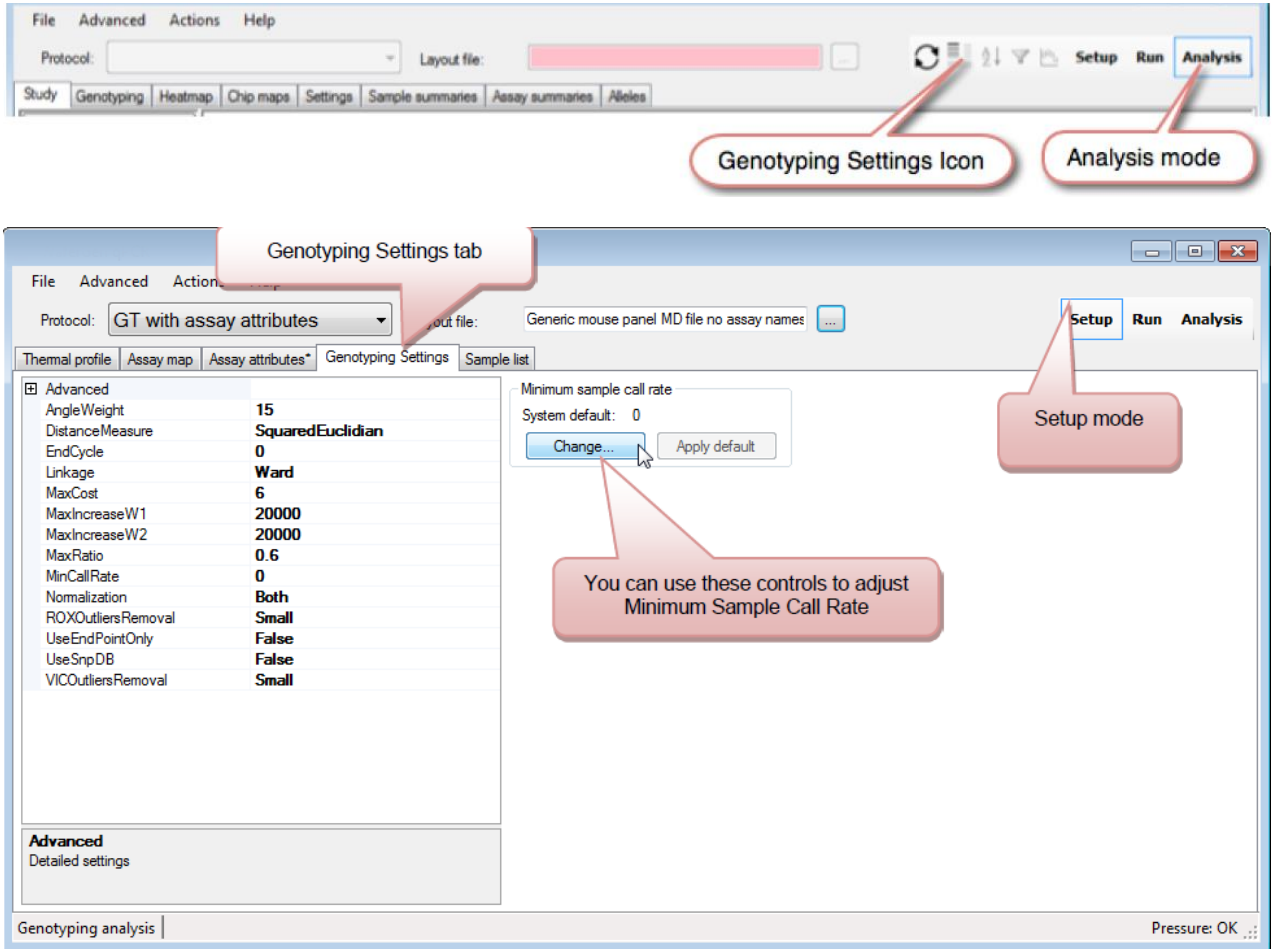 File Advanced Actions Help
Protocol: Layout file: ... Setup Run Analysis
Study Genotyping Heatmap Chip maps Settings Sample summaries Assay summaries Alleles
Genotyping Settings Icon
Analysis mode
Genotyping Settings tab
File Advanced Actions
Protocol: GT with assay attributes file: Generic mouse panel MD file no assay names ... Setup Run Analysis
Thermal profile Assay map Assay attributes* Genotyping Settings Sample list
Advanced
AngleWeight 15
DistanceMeasure SquaredEuclidian
EndCycle 0
Linkage Ward
MaxCost 6
MaxIncreaseW1 20000
MaxIncreaseW2 20000
MaxRatio 0.6
MinCallRate 0
Normalization Both
ROXOutliersRemoval Small
UseEndPointOnly False
UseSnpDB False
VICOutliersRemoval Small
Minimum sample call rate
System default: 0
Change... Apply default
Setup mode
You can use these controls to adjust
Minimum Sample Call Rate
Advanced
Detailed settings
Genotyping analysis Pressure: OK